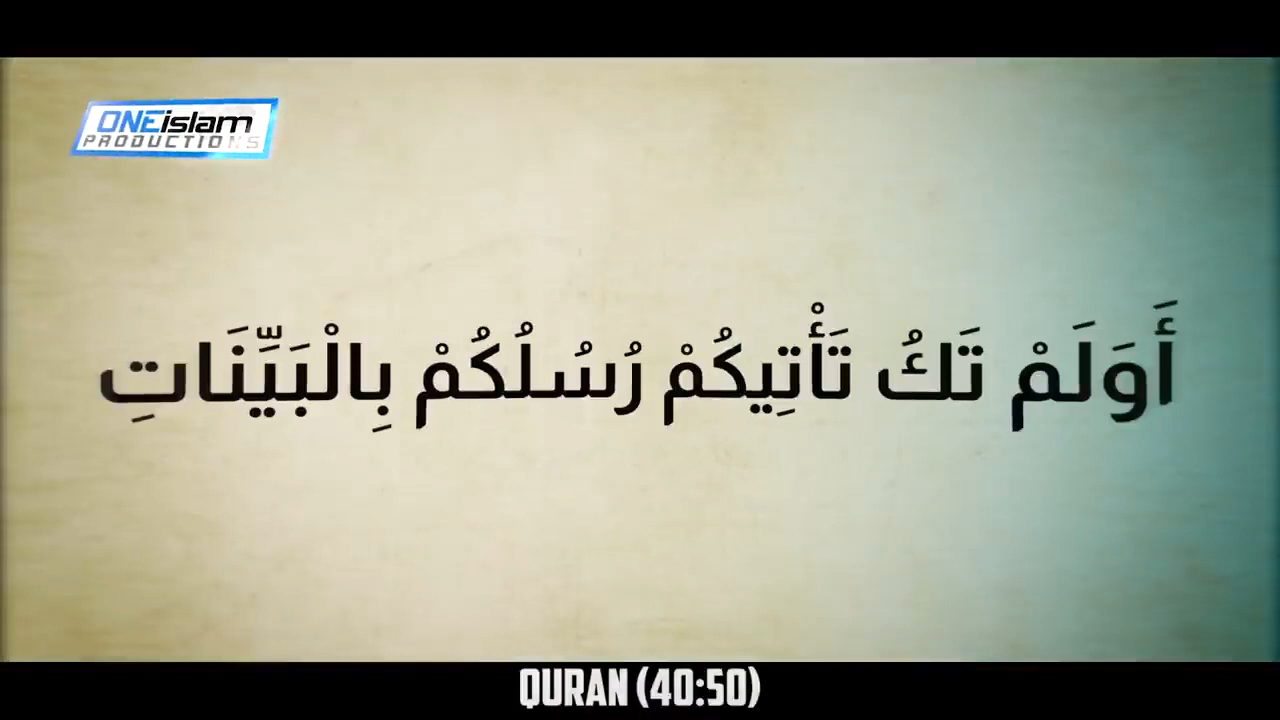 ONEislam
PRODUCTIONS
أَوَلَمْ تَكُ تَأْتِيكُمْ رُسُلُكُمْ بِالْبَيِّنَاتِ
QURAN (40:50)